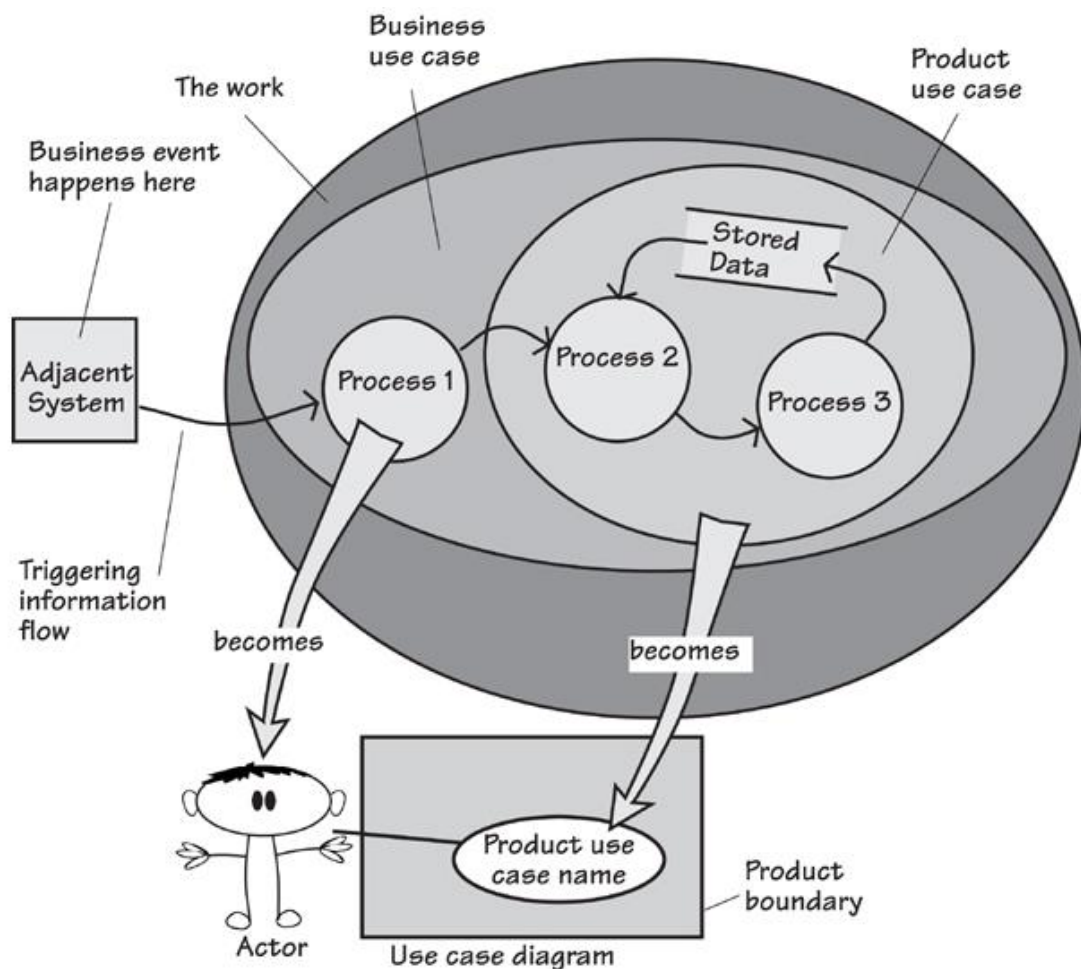 Business
use case
Product
use case
The work
Business event
happens here
Stored
Data
Adjacent
System
Process 1
Process 2
Process 3
Triggering
information
flow
becomes
becomes
Product use
case name
Product
boundary
Actor
Use case diagram